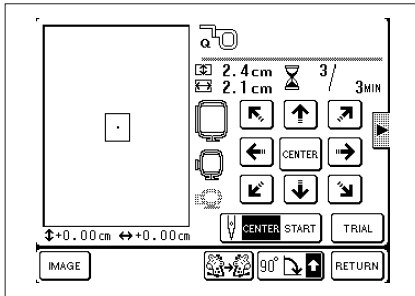 Q
2.4cm 3/
2.1cm 3MIN
CENTER
CENTER START TRIAL
+0.00cm +0.00cm
IMAGE 90° RETURN